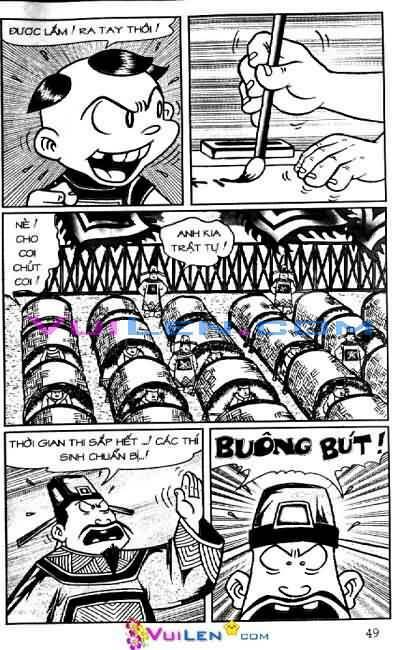 ĐƯỢC LẮM! RA TAY THÔI!
NÈ!
CHO
COI
CHÚT
COI!
ANH KIA
TRẬT TỰ!
VUILEN.COM
THỜI GIAN THI SẮP HẾT...! CÁC THÍ
SINH CHUẨN BỊ...!
BUÔNG BÚT!
49
VUILEN.COM